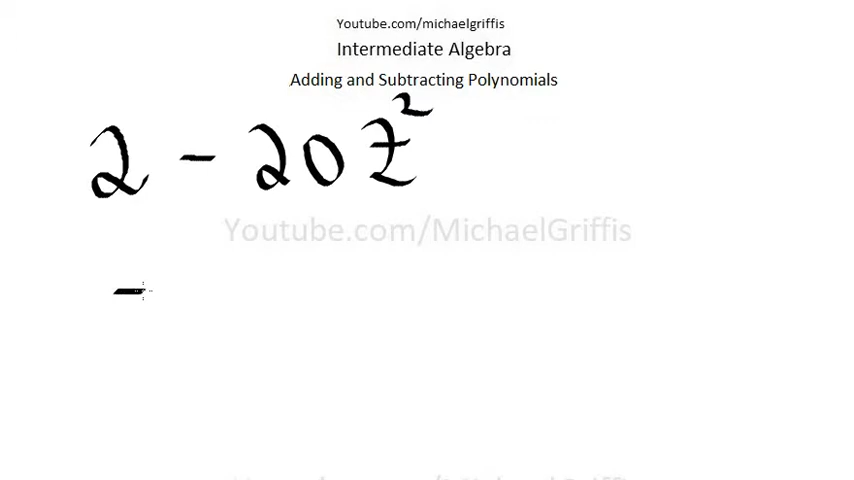 Youtube.com/michaelgriffis
Intermediate Algebra
Adding and Subtracting Polynomials
2 - 20z²
Youtube.com/MichaelGriffis
-